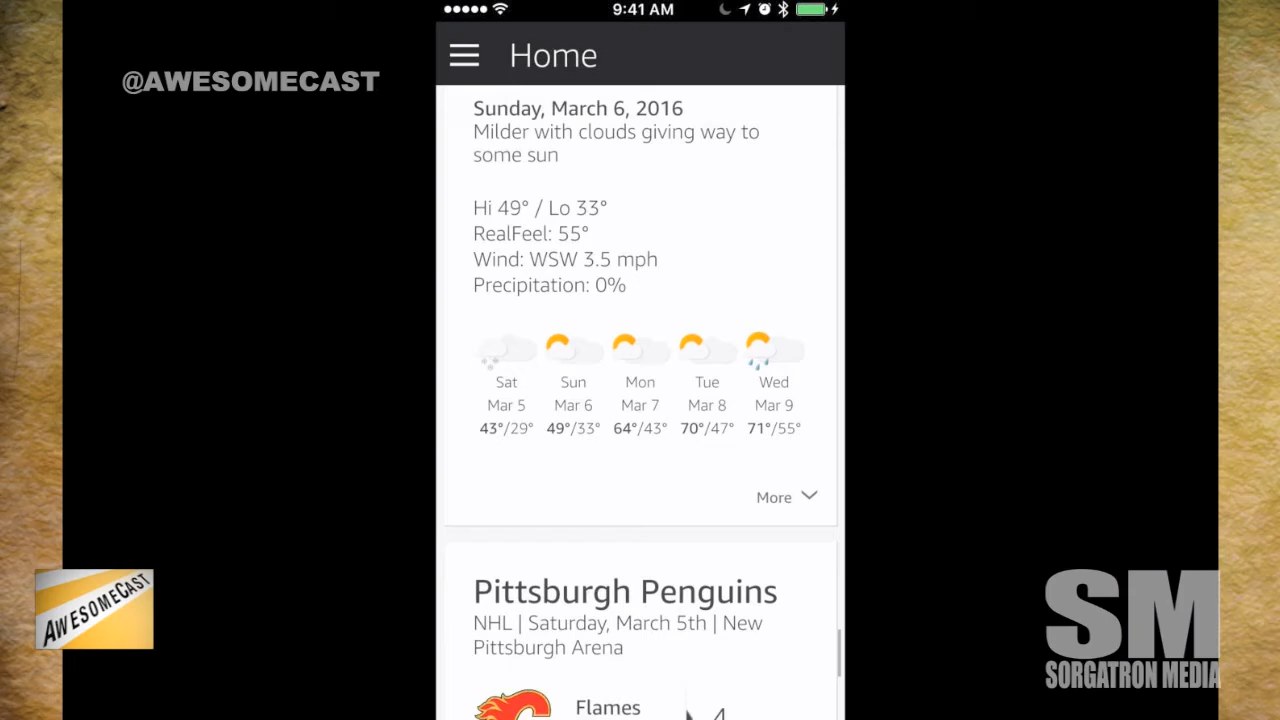 9:41 AM
Home
@AWESOMECAST
Sunday, March 6, 2016
Milder with clouds giving way to
some sun
Hi 49° / Lo 33°
RealFeel: 55°
Wind: WSW 3.5 mph
Precipitation: 0%
Sat Sun Mon Tue Wed
Mar 5 Mar 6 Mar 7 Mar 8 Mar 9
43°/29° 49°/33° 64°/43° 70°/47° 71°/55°
More
Pittsburgh Penguins
NHL | Saturday, March 5th | New
Pittsburgh Arena
Flames 4
AWESOMECAST
SM
SORGATRON MEDIA